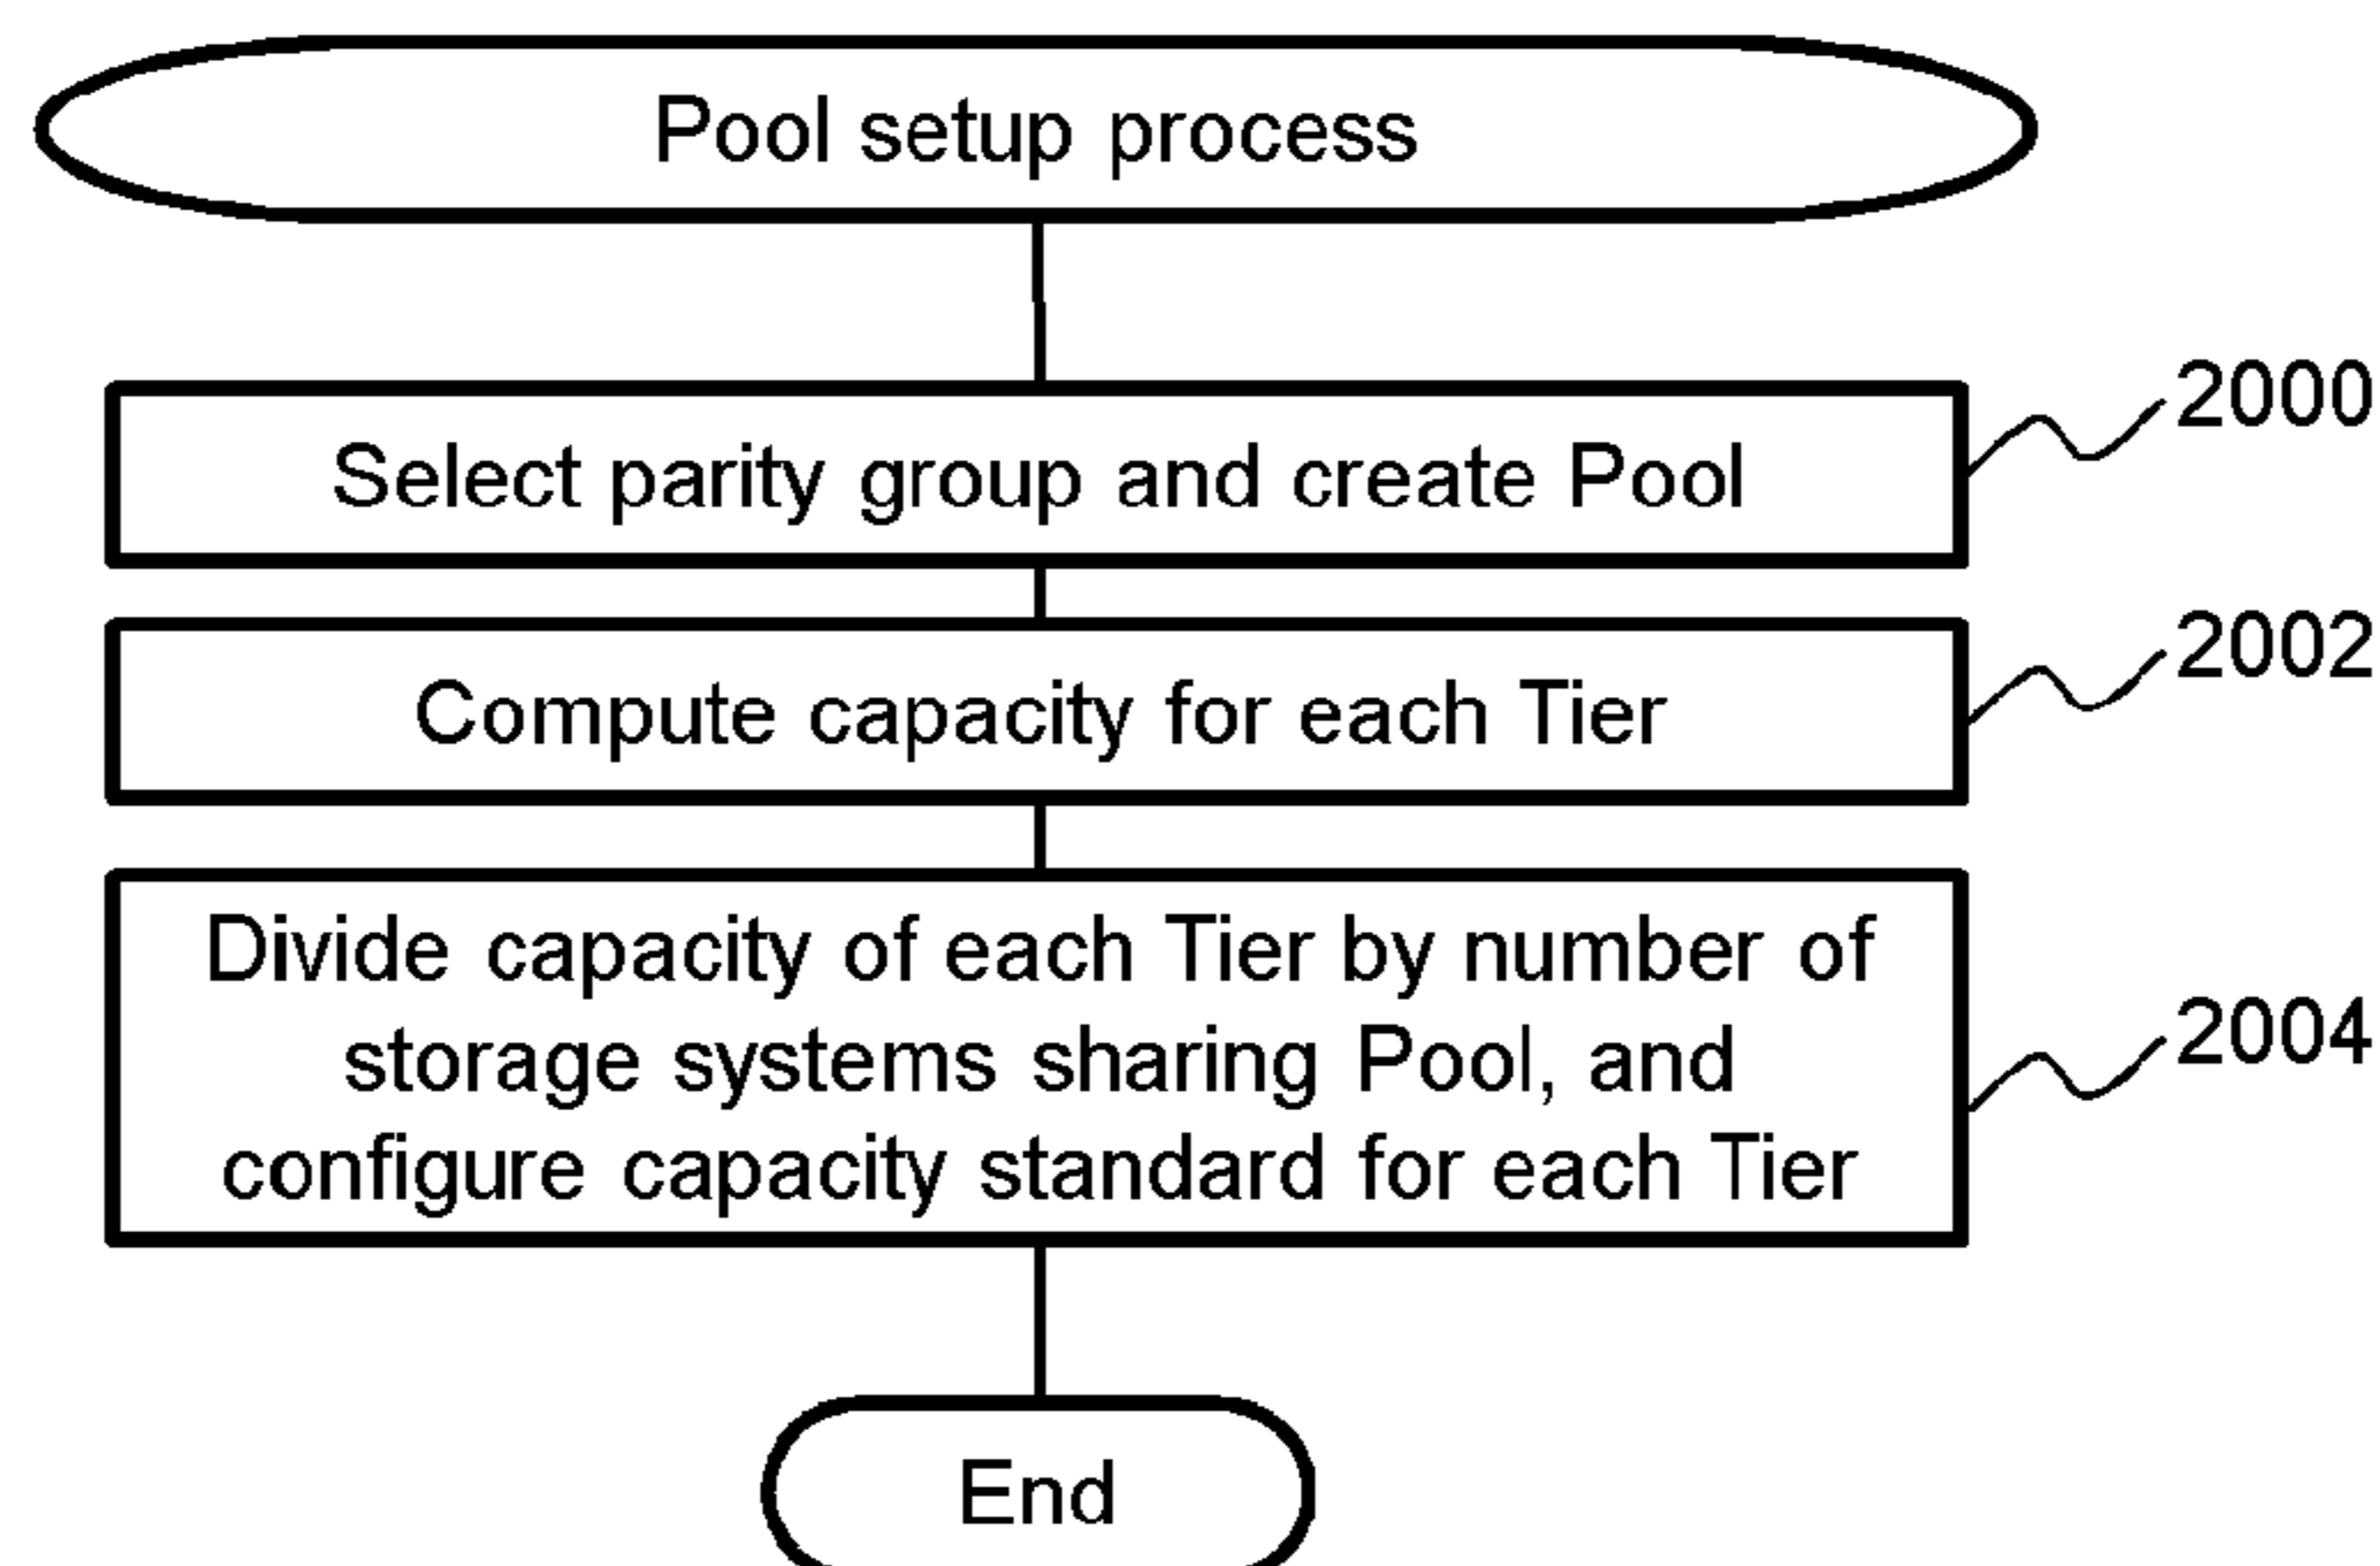 Pool setup process
2000
Select parity group and create Pool
2002
Compute capacity for each Tier
Divide capacity of each Tier by number of
2004
storage systems sharing Pool, and
configure capacity standard for each Tier
End